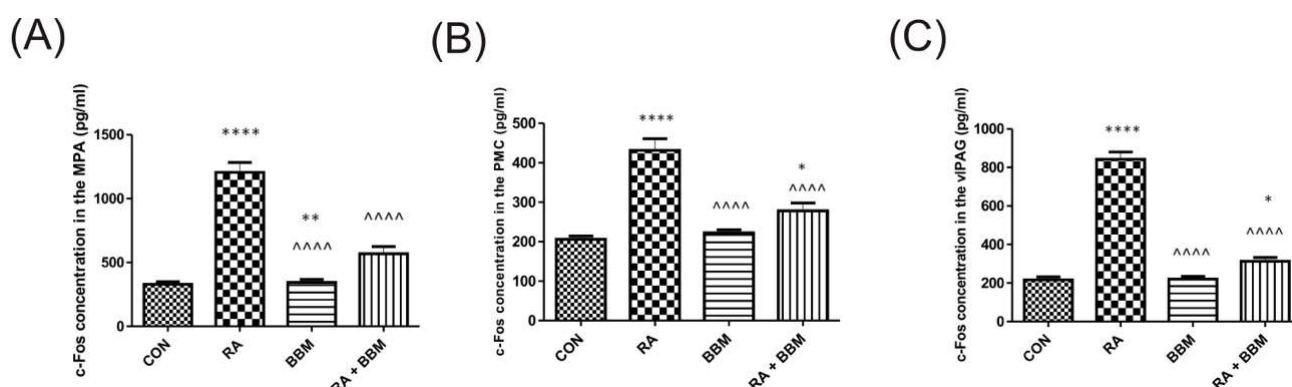 (A)
c-Fos concentration in the MPA (pg/ml)
1500
1000
500
0
****
**
^^^^
^^^^
CON
RA
BBM
RA + BBM
(B)
c-Fos concentration in the PMC (pg/ml)
500
400
300
200
100
0
****
^^^^
*
^^^^
CON
RA
BBM
RA + BBM
(C)
c-Fos concentration in the vlPAG (pg/ml)
1000
800
600
400
200
0
****
^^^^
*
^^^^
CON
RA
BBM
RA + BBM